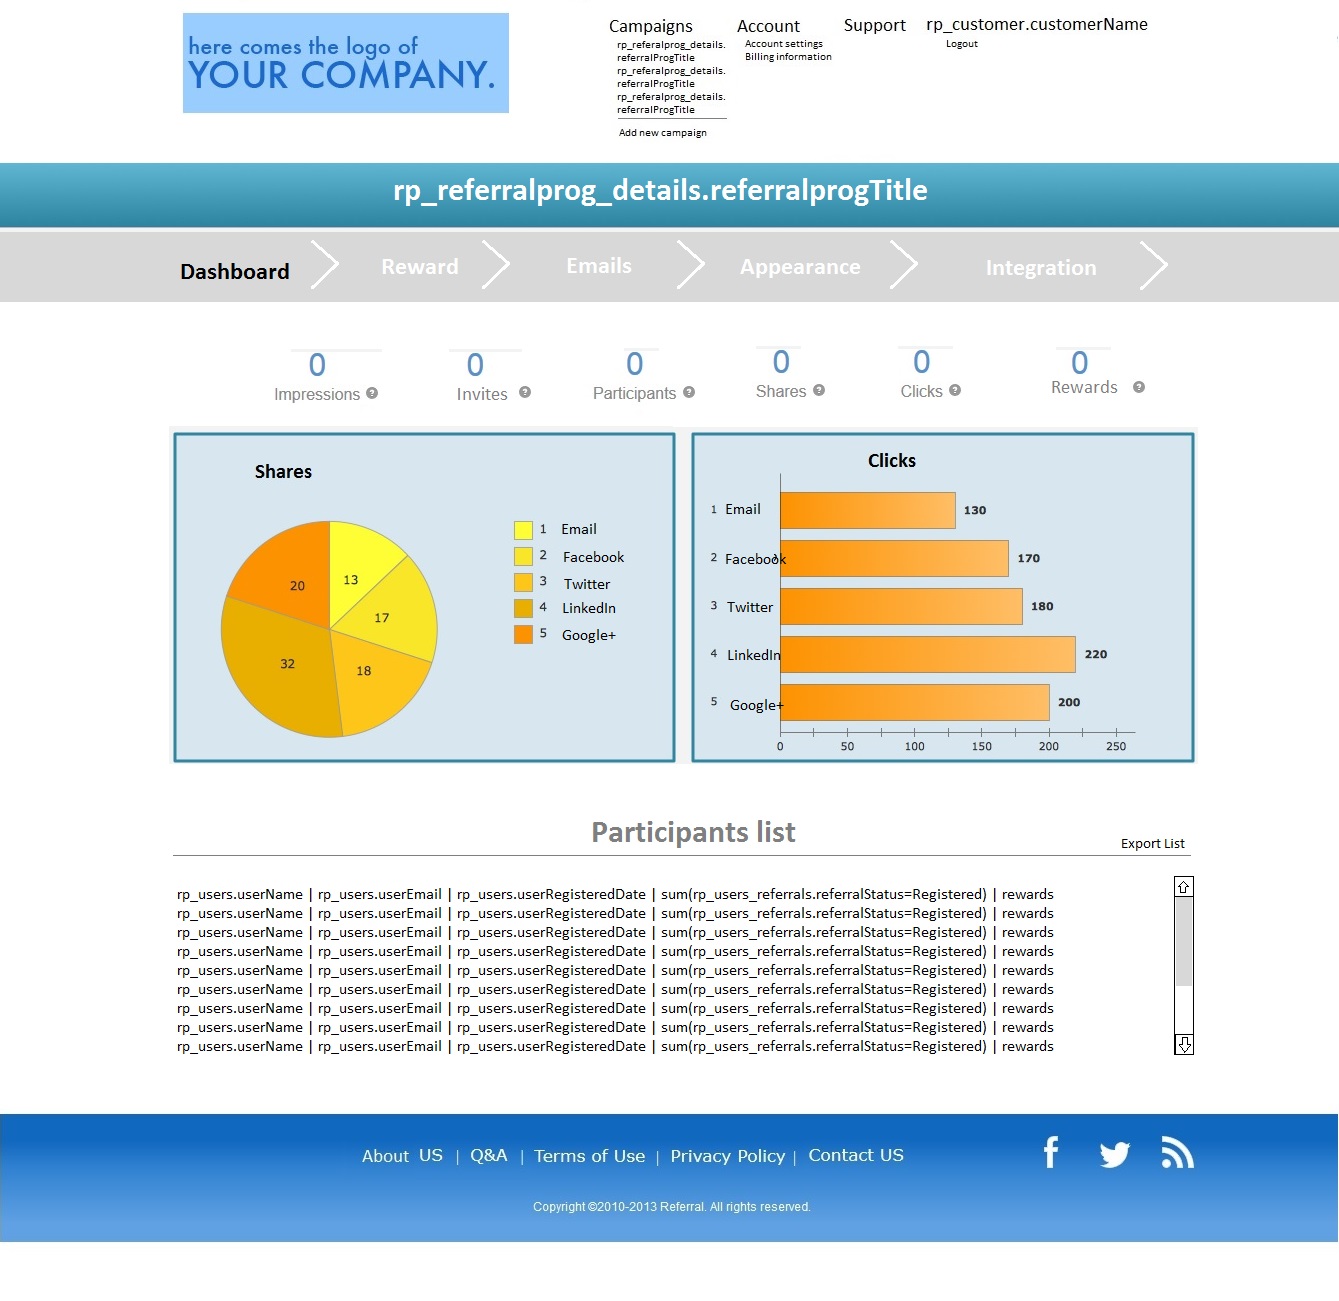 here comes the logo of
YOUR COMPANY.
Campaigns
rp_referalprog_details.
referralProgTitle
rp_referalprog_details.
referralProgTitle
rp_referalprog_details.
referralProgTitle
Add new campaign
Account
Account settings
Billing information
Support
rp_customer.customerName
Logout
rp_referralprog_details.referralprogTitle
Dashboard
Reward
Emails
Appearance
Integration
0
Impressions ?
0
Invites ?
0
Participants ?
0
Shares ?
0
Clicks ?
0
Rewards ?
Shares
13
17
18
32
20
1 Email
2 Facebook
3 Twitter
4 LinkedIn
5 Google+
Clicks
1 Email 130
2 Facebook 170
3 Twitter 180
4 LinkedIn 220
5 Google+ 200
0 50 100 150 200 250
Participants list
Export List
rp_users.userName | rp_users.userEmail | rp_users.userRegisteredDate | sum(rp_users_referrals.referralStatus=Registered) | rewards
rp_users.userName | rp_users.userEmail | rp_users.userRegisteredDate | sum(rp_users_referrals.referralStatus=Registered) | rewards
rp_users.userName | rp_users.userEmail | rp_users.userRegisteredDate | sum(rp_users_referrals.referralStatus=Registered) | rewards
rp_users.userName | rp_users.userEmail | rp_users.userRegisteredDate | sum(rp_users_referrals.referralStatus=Registered) | rewards
rp_users.userName | rp_users.userEmail | rp_users.userRegisteredDate | sum(rp_users_referrals.referralStatus=Registered) | rewards
rp_users.userName | rp_users.userEmail | rp_users.userRegisteredDate | sum(rp_users_referrals.referralStatus=Registered) | rewards
rp_users.userName | rp_users.userEmail | rp_users.userRegisteredDate | sum(rp_users_referrals.referralStatus=Registered) | rewards
rp_users.userName | rp_users.userEmail | rp_users.userRegisteredDate | sum(rp_users_referrals.referralStatus=Registered) | rewards
rp_users.userName | rp_users.userEmail | rp_users.userRegisteredDate | sum(rp_users_referrals.referralStatus=Registered) | rewards
About US | Q&A | Terms of Use | Privacy Policy | Contact US
Copyright ©2010-2013 Referral. All rights reserved.